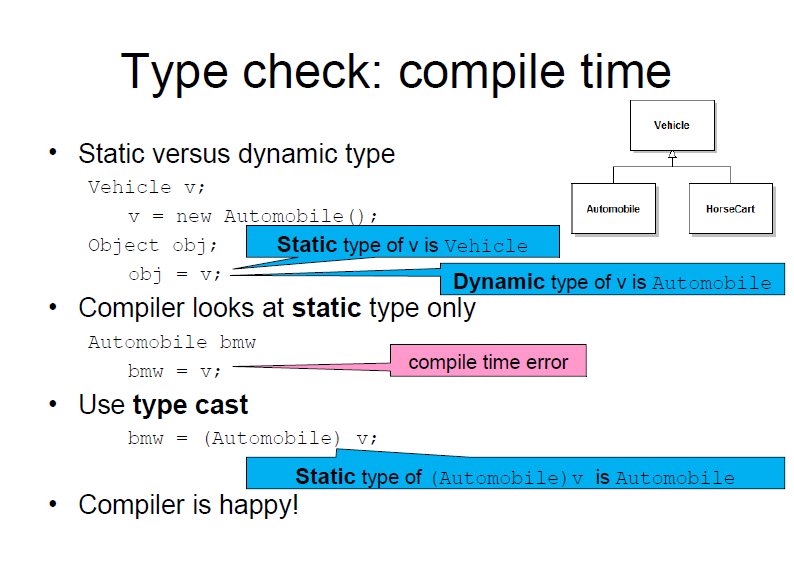 Type check: compile time
Vehicle
Automobile
HorseCart
• Static versus dynamic type
Vehicle v;
v = new Automobile();
Object obj;
Static type of v is Vehicle
obj = v;
Dynamic type of v is Automobile
• Compiler looks at static type only
Automobile bmw
bmw = v;
compile time error
• Use type cast
bmw = (Automobile) v;
Static type of (Automobile)v is Automobile
• Compiler is happy!